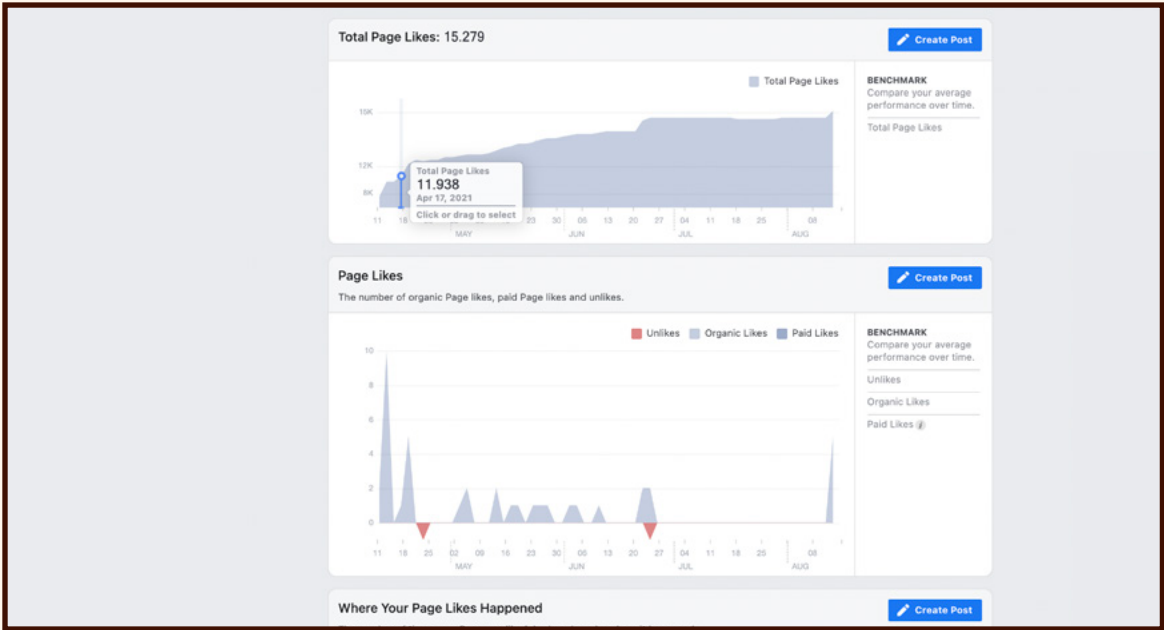 Total Page Likes: 15.279
Create Post
Total Page Likes
BENCHMARK
Compare your average
performance over time.
Total Page Likes
15K
12K
8K
Total Page Likes
11.938
Apr 17, 2021
Click or drag to select
11 18 23 30 06 13 20 27 04 11 18 25 08
MAY JUN JUL AUG
Page Likes
Create Post
The number of organic Page likes, paid Page likes and unlikes.
Unlikes Organic Likes Paid Likes
BENCHMARK
Compare your average
performance over time.
Unlikes
Organic Likes
Paid Likes i
10
8
6
4
2
0
11 18 25 02 09 16 23 30 06 13 20 27 04 11 18 25 08
MAY JUN JUL AUG
Where Your Page Likes Happened
Create Post